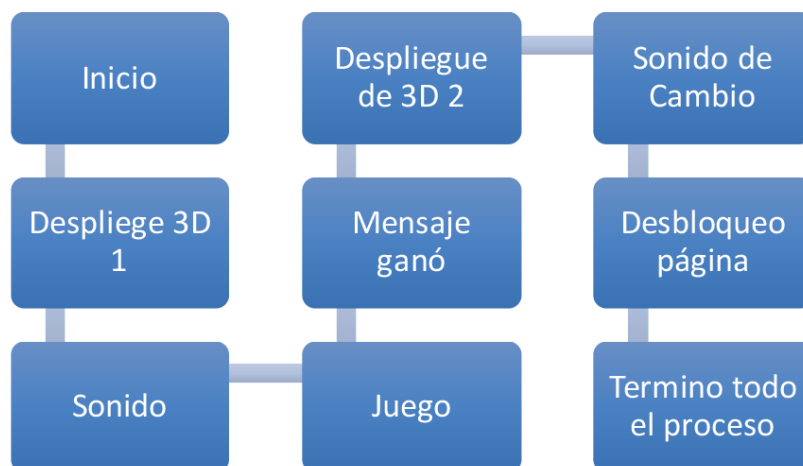 Inicio
Despliege 3D
1
Sonido
Juego
Mensaje
ganó
Despliegue
de 3D 2
Sonido de
Cambio
Desbloqueo
página
Termino todo
el proceso